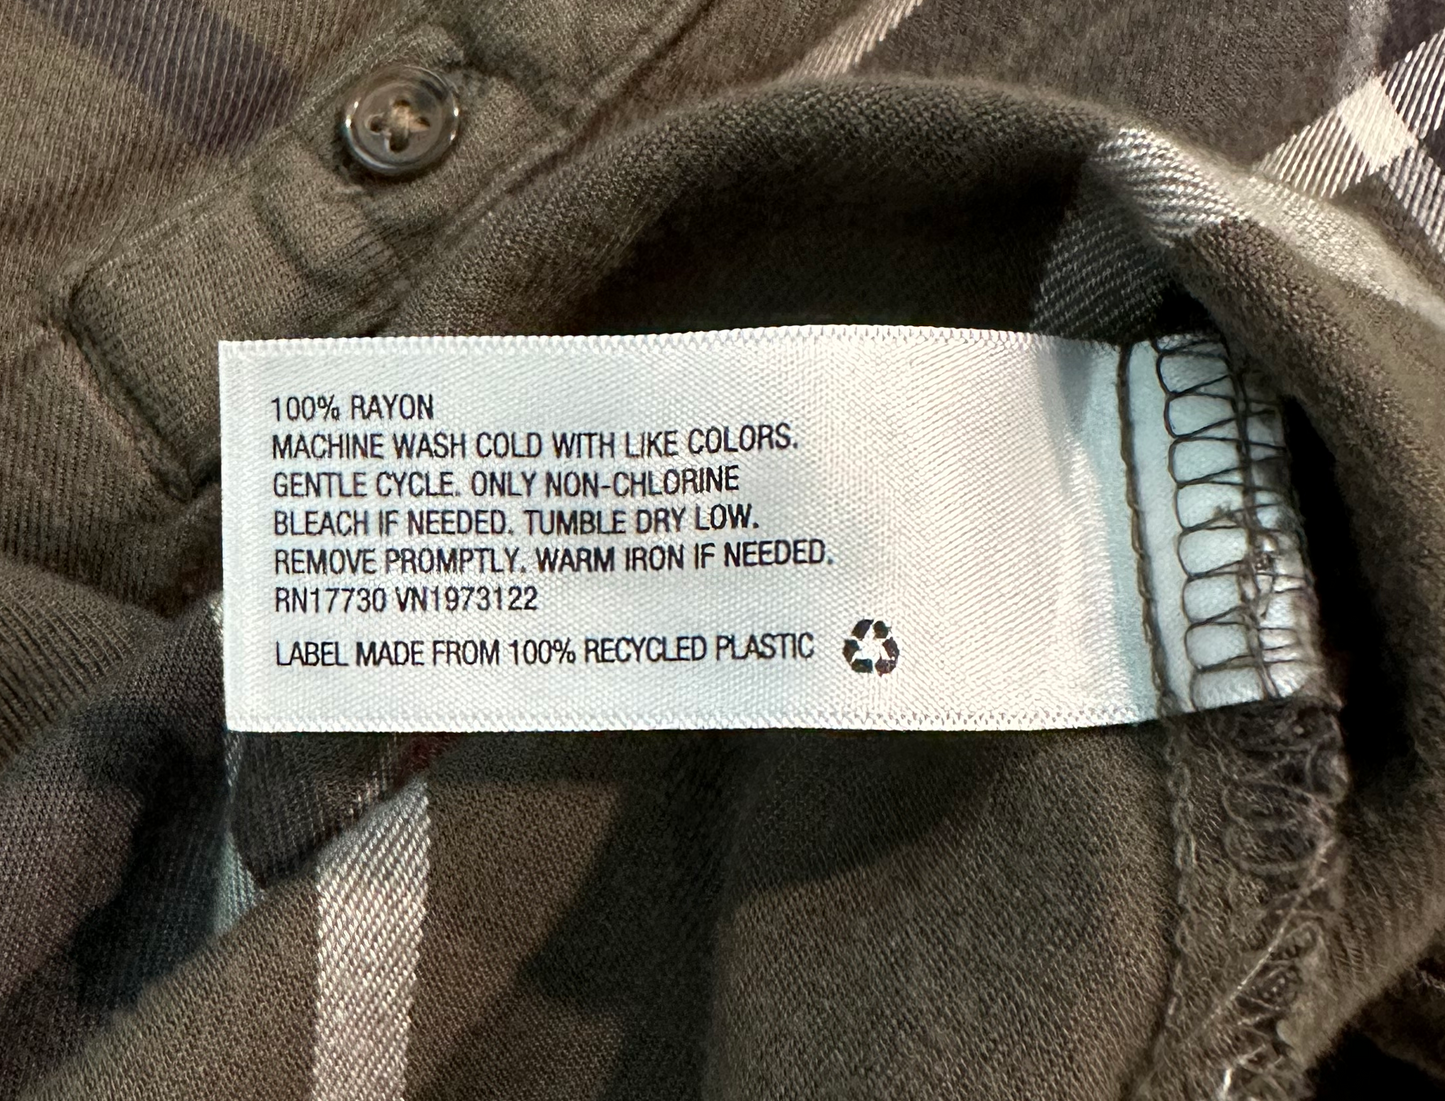 100% RAYON
MACHINE WASH COLD WITH LIKE COLORS.
GENTLE CYCLE. ONLY NON-CHLORINE
BLEACH IF NEEDED. TUMBLE DRY LOW.
REMOVE PROMPTLY. WARM IRON IF NEEDED.
RN17730 VN1973122
LABEL MADE FROM 100% RECYCLED PLASTIC